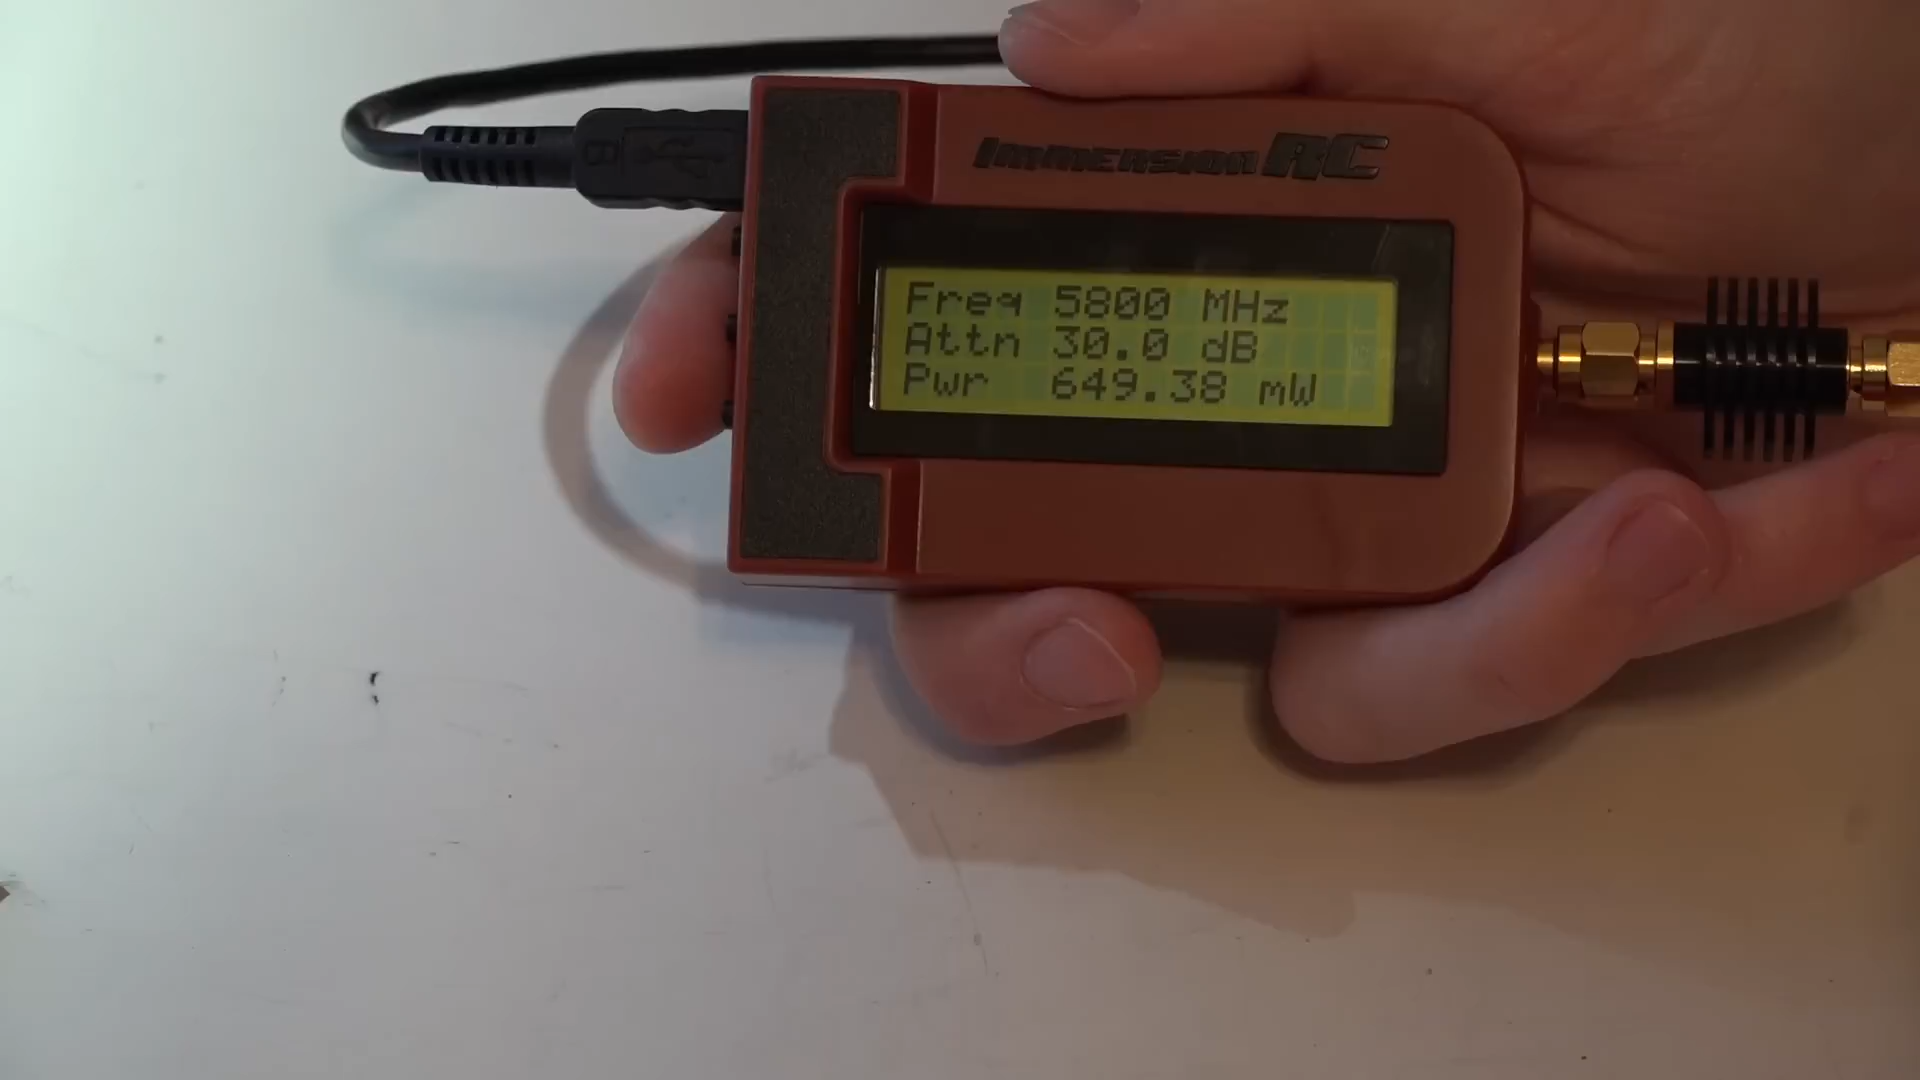 ImmersionRC
Freq 5800 MHz
Attn 30.0 dB
Pwr 649.38 mW